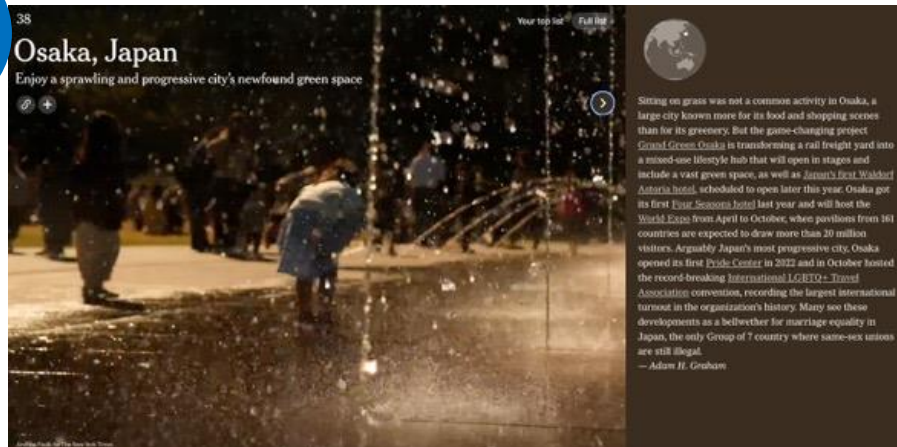 38
Your top list
Full list
Osaka, Japan
Enjoy a sprawling and progressive city's newfound green space
Sitting on grass was not a common activity in Osaka, a
large city known more for its food and shopping scenes
than for its greenery. But the game-changing project
Grand Green Osaka is transforming a rail freight yard into
a mixed-use lifestyle hub that will open in stages and
include a vast green space, as well as Japan's first Waldorf
Astoria hotel, scheduled to open later this year. Osaka got
its first Four Seasons hotel last year and will host the
World Expo from April to October, when pavilions from 161
countries are expected to draw more than 20 million
visitors. Arguably Japan's most progressive city, Osaka
opened its first Pride Center in 2022 and in October hosted
the record-breaking International LGBTQ+ Travel
Association convention, recording the largest international
turnout in the organization's history. Many see these
developments as a bellwether for marriage equality in
Japan, the only Group of 7 country where same-sex unions
are still illegal.
— Adam H. Graham
for The New York Times